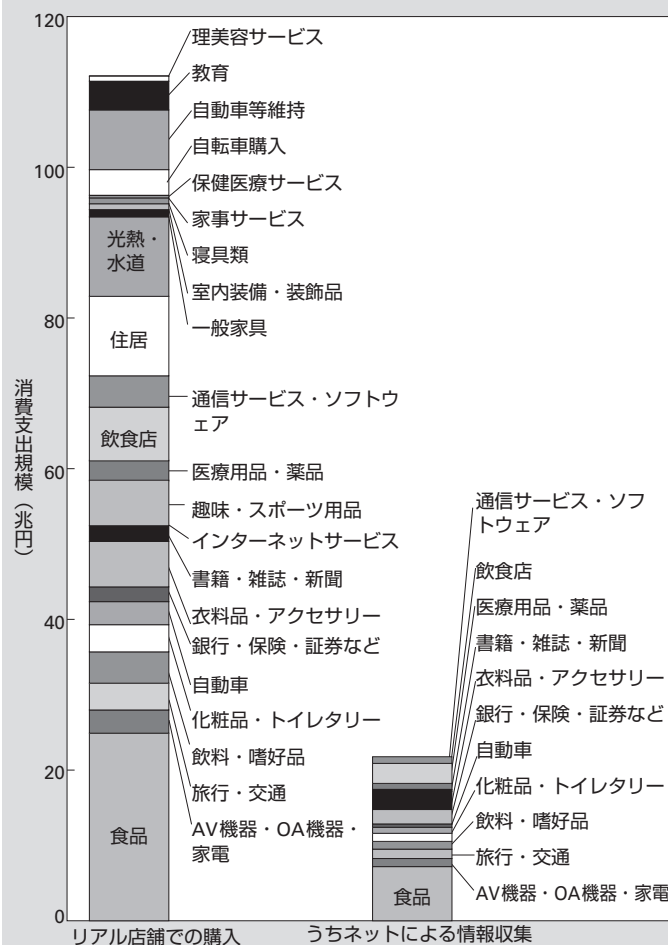 120
100
80
60
40
20
0
消費支出規模（兆円）
理美容サービス
教育
自動車等維持
自転車購入
保健医療サービス
家事サービス
寝具類
室内装備・装飾品
一般家具
光熱・
水道
住居
通信サービス・ソフトウ
ェア
飲食店
医療用品・薬品
趣味・スポーツ用品
インターネットサービス
書籍・雑誌・新聞
衣料品・アクセサリー
銀行・保険・証券など
自動車
化粧品・トイレタリー
飲料・嗜好品
旅行・交通
AV機器・OA機器・
家電
食品
リアル店舗での購入
通信サービス・ソフ
トウェア
飲食店
医療用品・薬品
書籍・雑誌・新聞
衣料品・アクセサリー
銀行・保険・証券など
自動車
化粧品・トイレタリー
飲料・嗜好品
旅行・交通
AV機器・OA機器・家電
食品
うちネットによる情報収集